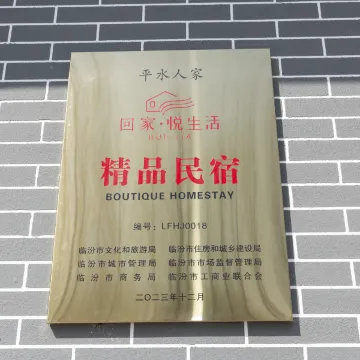 平水人家
回家·悦生活
精品民宿
BOUTIQUE HOMESTAY
编号：LFHJ0018
临汾市文化和旅游局 临汾市住房和城乡建设局
临汾市城市管理局 临汾市市场监督管理局
临汾市商务局 临汾市工商业联合会
二〇二三年十二月